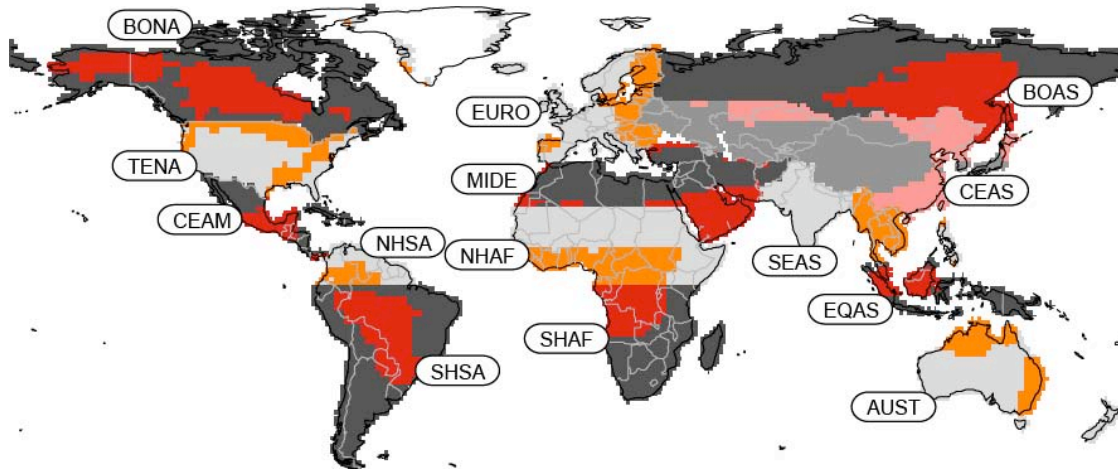 BONA
BOAS
EURO
TENA
MIDE
CEAS
CEAM
NHSA
NHAF
SEAS
EQAS
SHAF
SHSA
AUST